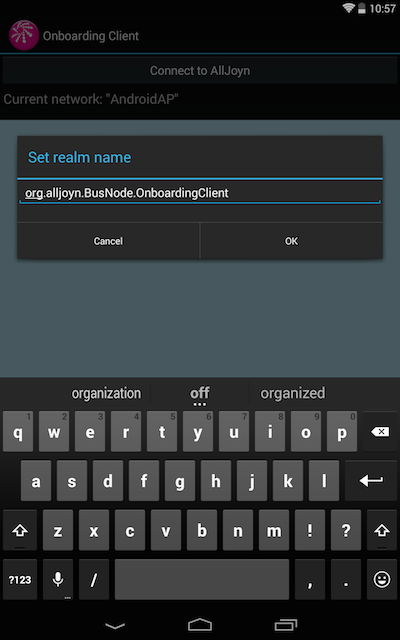 10:57
Onboarding Client
Connect to AllJoyn
Current network: "AndroidAP"
Set realm name
org.alljoyn.BusNode.OnboardingClient
Cancel OK
organization off organized
1 2 3 4 5 6 7 8 9 0
q w e r t y u i o p
a s d f g h j k l
z x c v b n m ! ?
?123 / , .